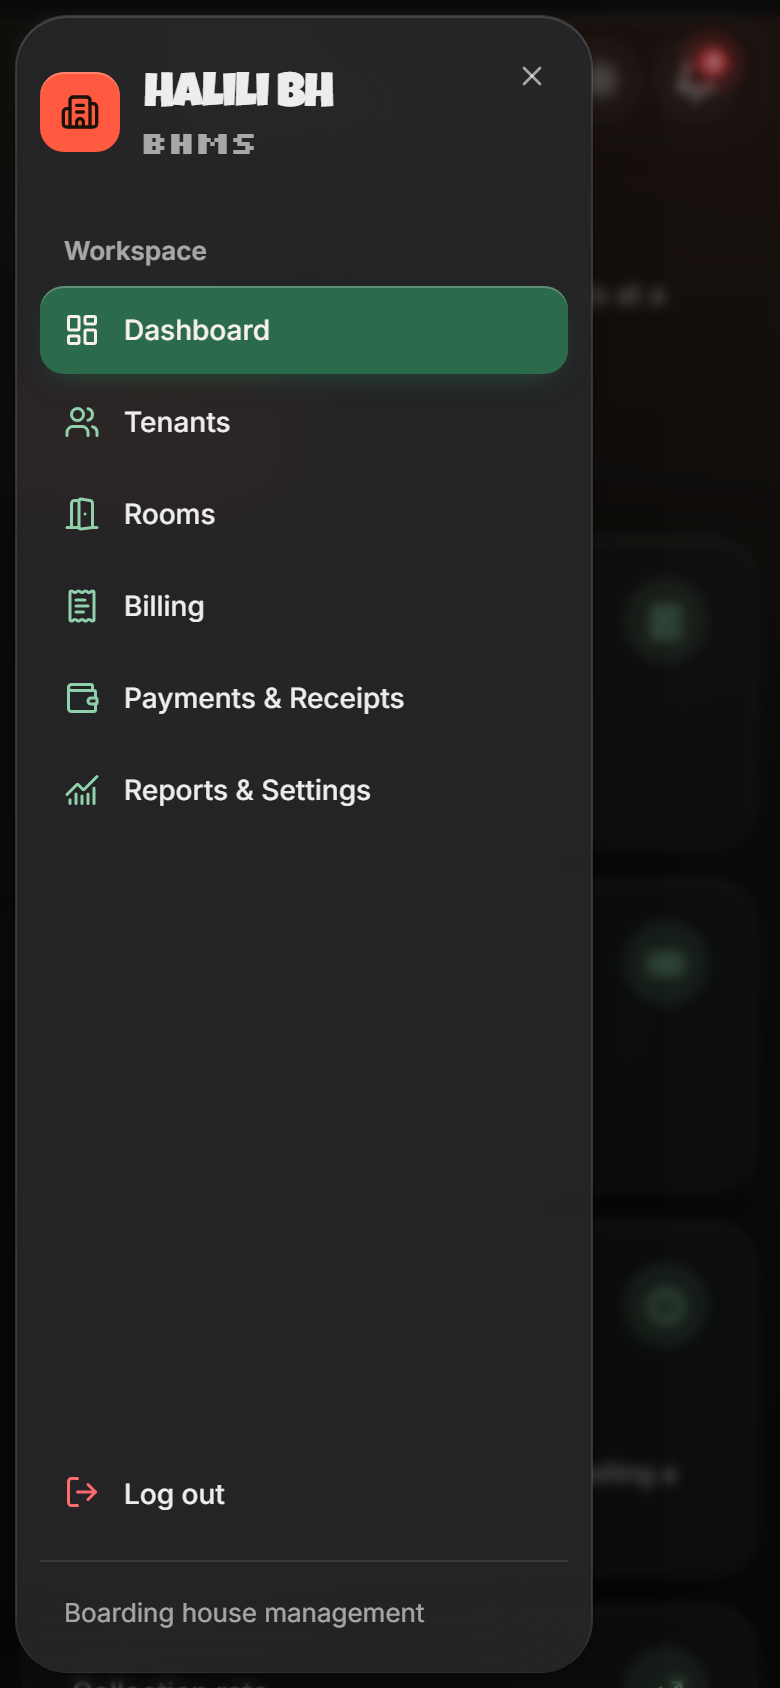 HALILI BH
BHMS
Workspace
Dashboard
Tenants
Rooms
Billing
Payments & Receipts
Reports & Settings
Log out
Boarding house management